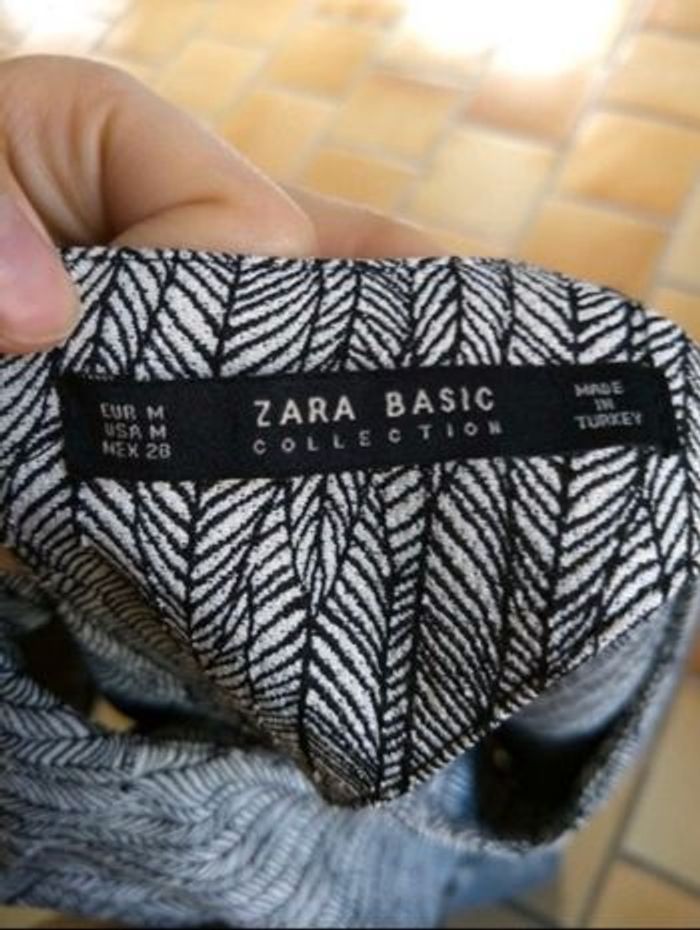 EUR M
USA M
MEX 28
ZARA BASIC
COLLECTION
MADE
IN
TURKEY